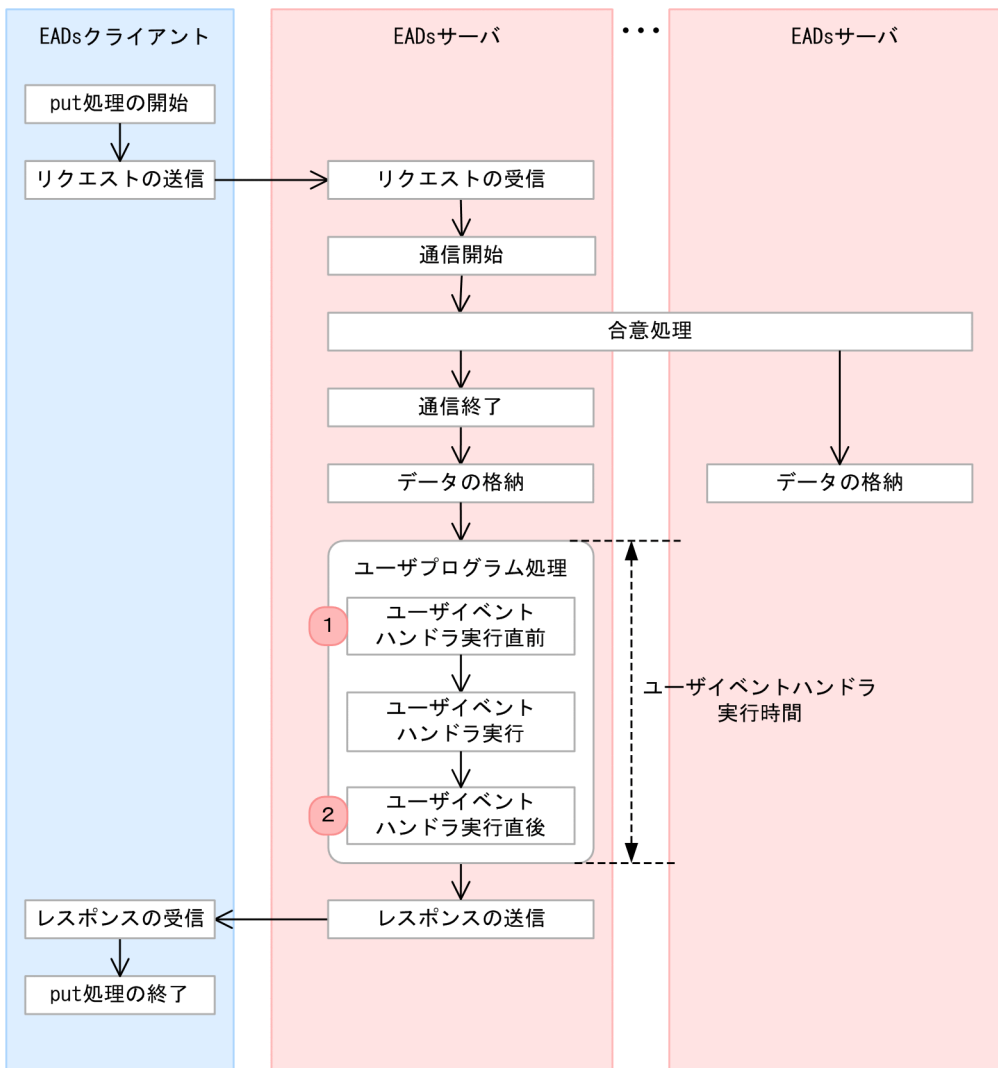 EADsクライアント
EADsサーバ
･･･
EADsサーバ
put処理の開始
リクエストの送信
リクエストの受信
通信開始
合意処理
通信終了
データの格納
データの格納
ユーザプログラム処理
1
ユーザイベント
ハンドラ実行直前
ユーザイベント
ハンドラ実行
ユーザイベントハンドラ
実行時間
2
ユーザイベント
ハンドラ実行直後
レスポンスの受信
レスポンスの送信
put処理の終了